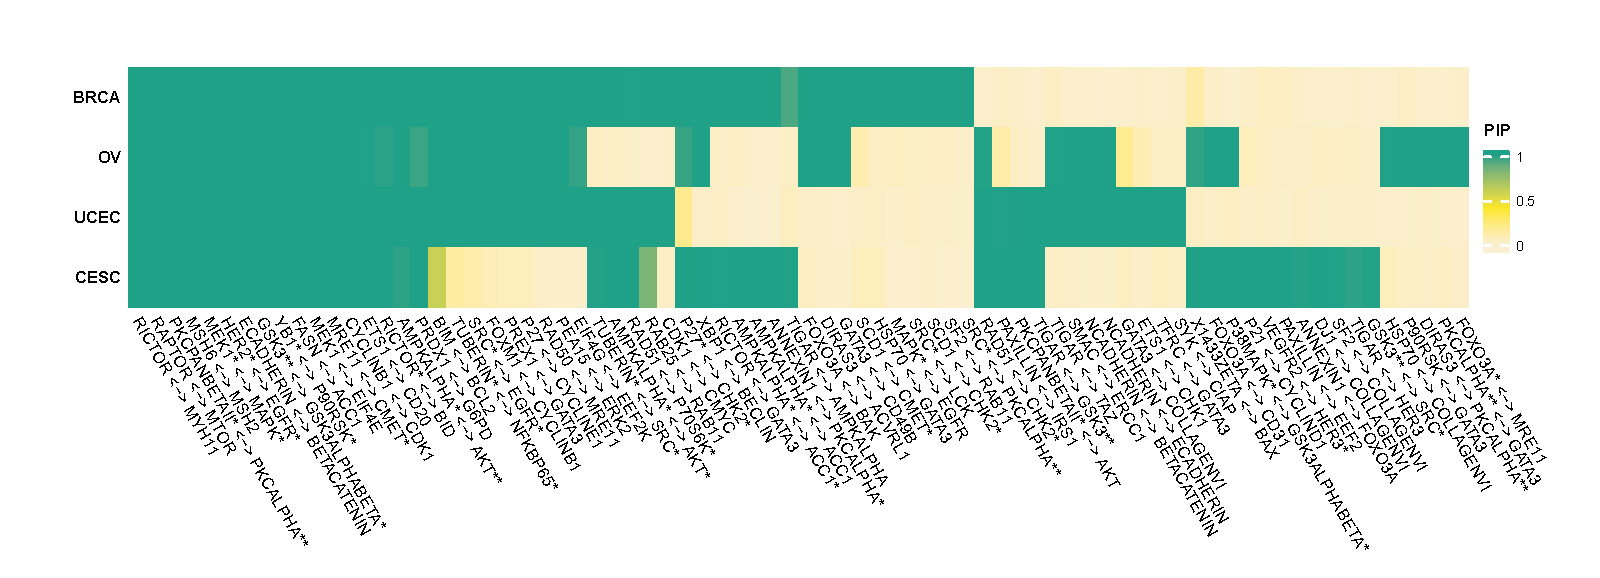 BRCA
OV
UCEC
CESC
PIP
1
0.5
0
RICTOR <-> MYH11
RAPTOR <-> MTOR
PKCPANBETAII* <-> PKCALPHA**
MSH6 <-> MSH2
MEK1* <-> MAPK*
HER2* <-> EGFR*
ECADHERIN <-> BETACATENIN
GSK3** <-> GSK3ALPHABETA*
YB1* <-> P90RSK*
FASN <-> ACC1
MEK1 <-> EIF4E
MRE11 <-> CMET*
CYCLINB1 <-> CDK1
ETS1 <-> CD20
RICTOR* <-> BID
AMPKALPHA* <-> AKT**
PRDX1 <-> G6PD
BIM <-> BCL2
TUBERIN* <-> NFKBP65*
SRC* <-> EGFR*
FOXM1 <-> CYCLINB1
PREX1 <-> GATA3
P27 <-> CYCLINE1
RAD50 <-> MRE11
PEA15 <-> EEF2K
EIF4G <-> SRC*
TUBERIN* <-> AKT*
AMPKALPHA* <-> P70S6K*
RAD51 <-> CMYC
RAB25 <-> RAB11
CDK1 <-> CHK2*
P27* <-> BECLIN
XBP1 <-> GATA3
RICTOR <->
AMPKALPHA* <-> ACC1*
AMPKALPHA <-> PKCALPHA*
ANNEXIN1 <-> ACC1
TIGAR <-> AMPKALPHA
FOXO3A <-> BAK
DIRAS3 <-> ACVRL1
GATA3 <-> CD49B
SCD1 <-> CMET*
HSP70 <-> GATA3
MAPK* <-> EGFR
SHC* <-> LCK
SCD1 <-> CHK2*
SF2 <-> RAB11
SRC* <-> PKCALPHA**
RAD51 <-> CHK2*
PAXILLIN <-> IRS1
PKCPANBETAII* <-> AKT
TIGAR <-> GSK3**
TIGAR <-> TAZ
SMAC <-> ERCC1
NCADHERIN <-> BETACATENIN
NCADHERIN <-> ECADHERIN
GATA3 <-> COLLAGENVI
ETS1 <-> CHK1
TFRC <-> CIAP
SYK <-> GATA3
X1433ZETA <-> BAX
FOXO3A <-> CD31
P38MAPK* <-> GSK3ALPHABETA*
P21 <-> CYCLIND1
VEGFR2 <-> HER3*
PAXILLIN <-> EEF2
ANNEXIN1 <-> FOXO3A
DJ1 <-> COLLAGENVI
SF2 <-> COLLAGENVI
TIGAR <-> HER3
GSK3** <-> SRC*
HSP70 <-> COLLAGENVI
P90RSK <-> GATA3
DIRAS3 <-> PKCALPHA**
PKCALPHA** <-> GATA3
FOXO3A* <-> MRE11